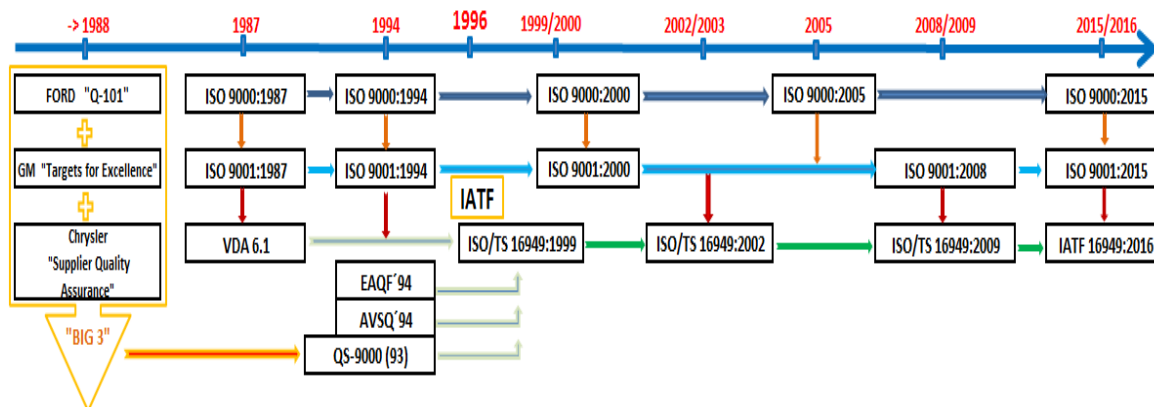 -> 1988
1987
1994
1996
1999/2000
2002/2003
2005
2008/2009
2015/2016
FORD "Q-101"
ISO 9000:1987
ISO 9000:1994
ISO 9000:2000
ISO 9000:2005
ISO 9000:2015
GM "Targets for Excellence"
ISO 9001:1987
ISO 9001:1994
ISO 9001:2000
ISO 9001:2008
ISO 9001:2015
IATF
Chrysler
"Supplier Quality
Assurance"
VDA 6.1
ISO/TS 16949:1999
ISO/TS 16949:2002
ISO/TS 16949:2009
IATF 16949:2016
EAQF´94
AVSQ´94
QS-9000 (93)
"BIG 3"